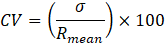 CV = (σ / R_mean) × 100